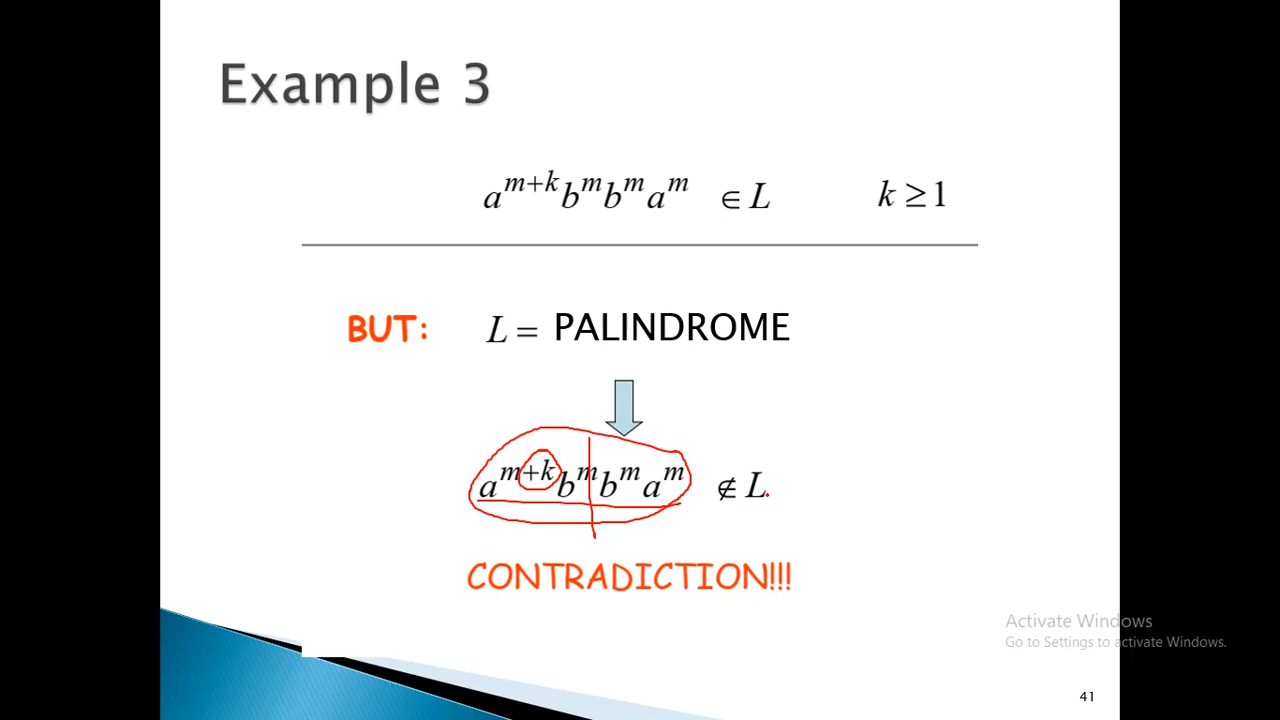 Example 3
a^{m+k}b^m b^m a^m ∈ L k ≥ 1
BUT: L = PALINDROME
a^{m+k}b^m b^m a^m ∉ L
CONTRADICTION!!!
Activate Windows
Go to Settings to activate Windows.
41